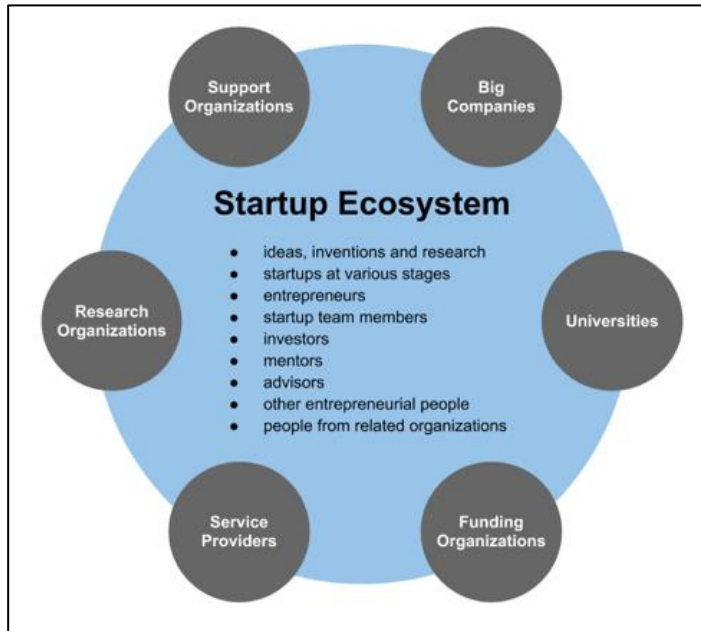 Support
Organizations
Big
Companies
Startup Ecosystem
● ideas, inventions and research
● startups at various stages
● entrepreneurs
● startup team members
● investors
● mentors
● advisors
● other entrepreneurial people
● people from related organizations
Research
Organizations
Universities
Service
Providers
Funding
Organizations